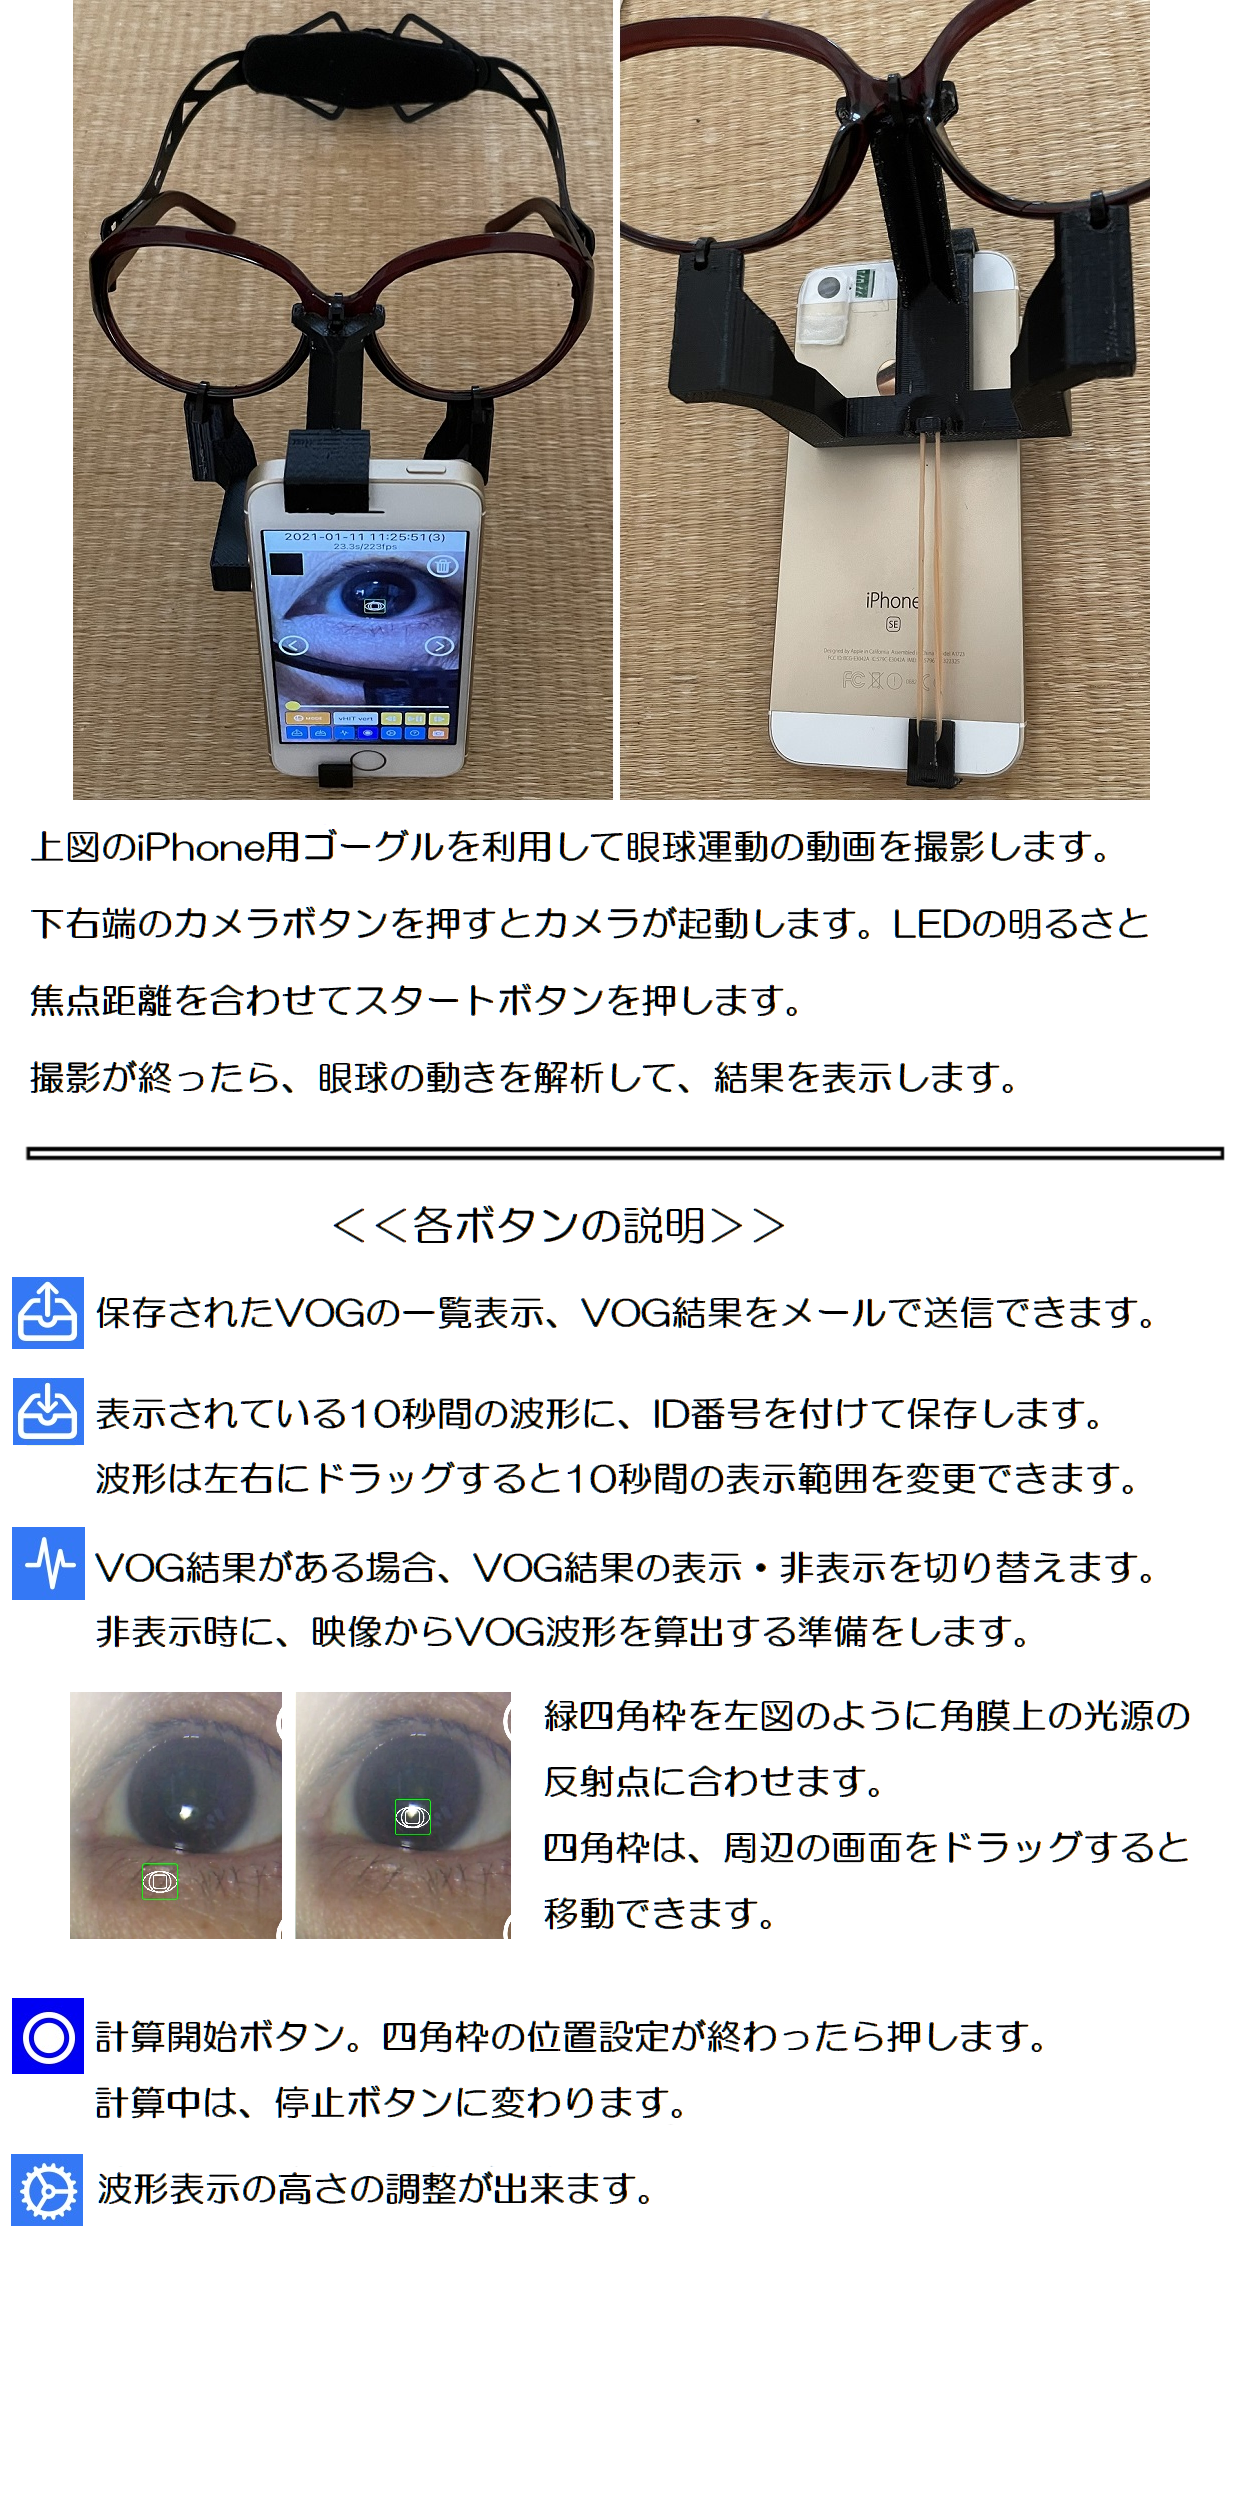 2021-01-11 11:25:51(3)
23.3s/223fps
MODE
vHIT vert
iPhone
SE
Designed by Apple in California
上図のiPhone用ゴーグルを利用して眼球運動の動画を撮影します。
下右端のカメラボタンを押すとカメラが起動します。LEDの明るさと
焦点距離を合わせてスタートボタンを押します。
撮影が終ったら、眼球の動きを解析して、結果を表示します。
＜＜各ボタンの説明＞＞
保存されたVOGの一覧表示、VOG結果をメールで送信できます。
表示されている10秒間の波形に、ID番号を付けて保存します。
波形は左右にドラッグすると10秒間の表示範囲を変更できます。
VOG結果がある場合、VOG結果の表示・非表示を切り替えます。
非表示時に、映像からVOG波形を算出する準備をします。
緑四角枠を左図のように角膜上の光源の
反射点に合わせます。
四角枠は、周辺の画面をドラッグすると
移動できます。
計算開始ボタン。四角枠の位置設定が終わったら押します。
計算中は、停止ボタンに変わります。
波形表示の高さの調整が出来ます。